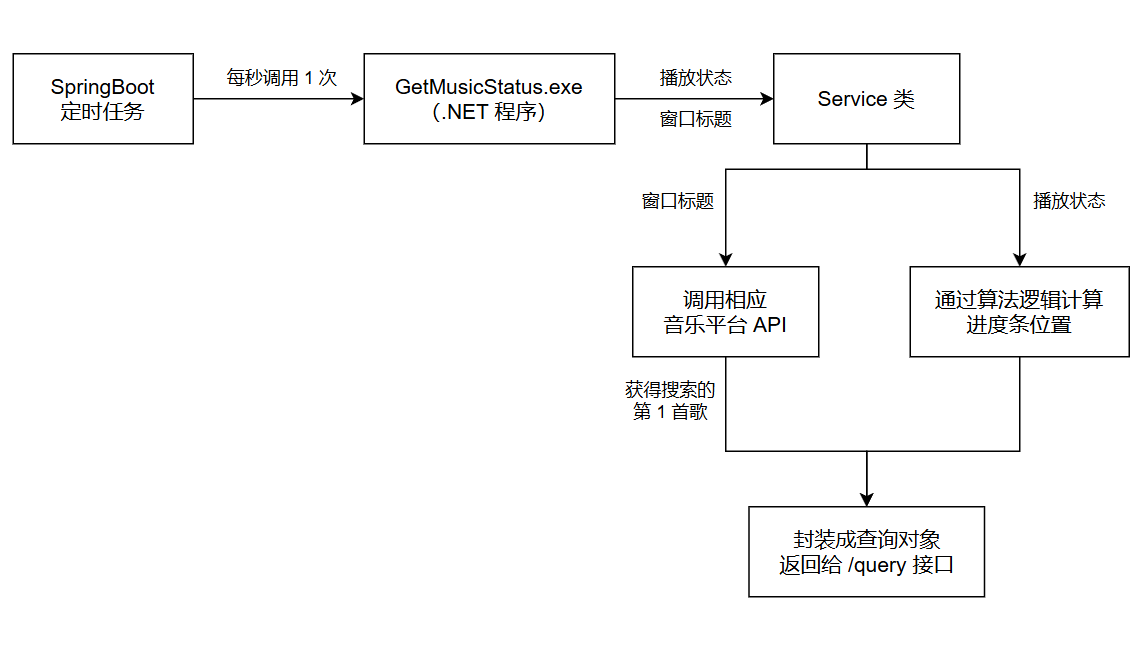 SpringBoot
定时任务
每秒调用 1 次
GetMusicStatus.exe
（.NET 程序）
播放状态
窗口标题
Service 类
窗口标题
播放状态
调用相应
音乐平台 API
通过算法逻辑计算
进度条位置
获得搜索的
第 1 首歌
封装成查询对象
返回给 /query 接口